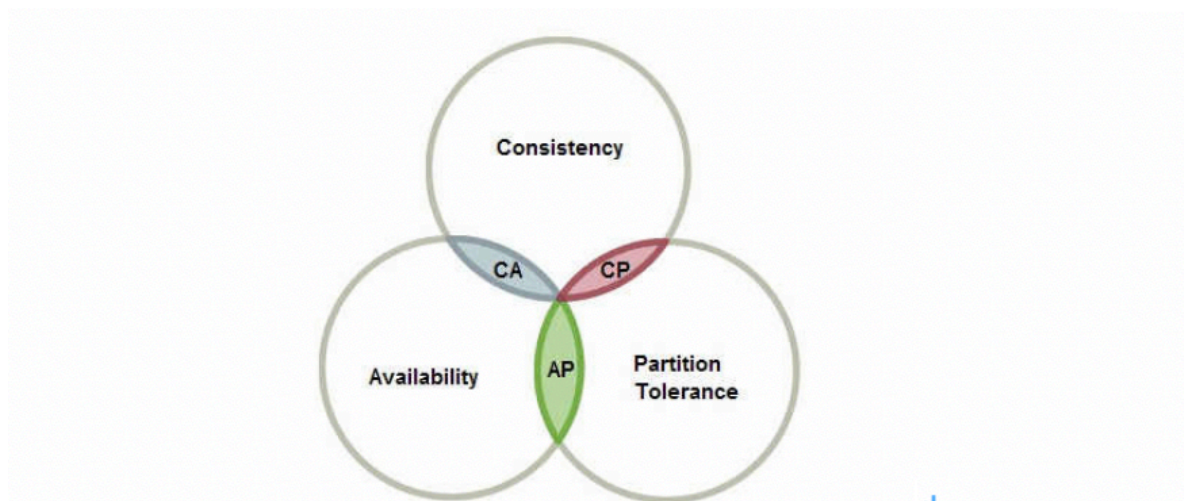 Consistency
CA
CP
Availability
AP
Partition
Tolerance